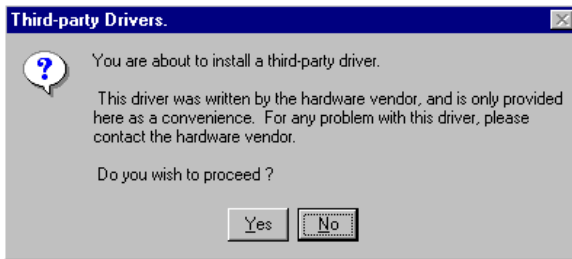 Third-party Drivers.
You are about to install a third-party driver.
This driver was written by the hardware vendor, and is only provided
here as a convenience. For any problem with this driver, please
contact the hardware vendor.
Do you wish to proceed ?
Yes
No